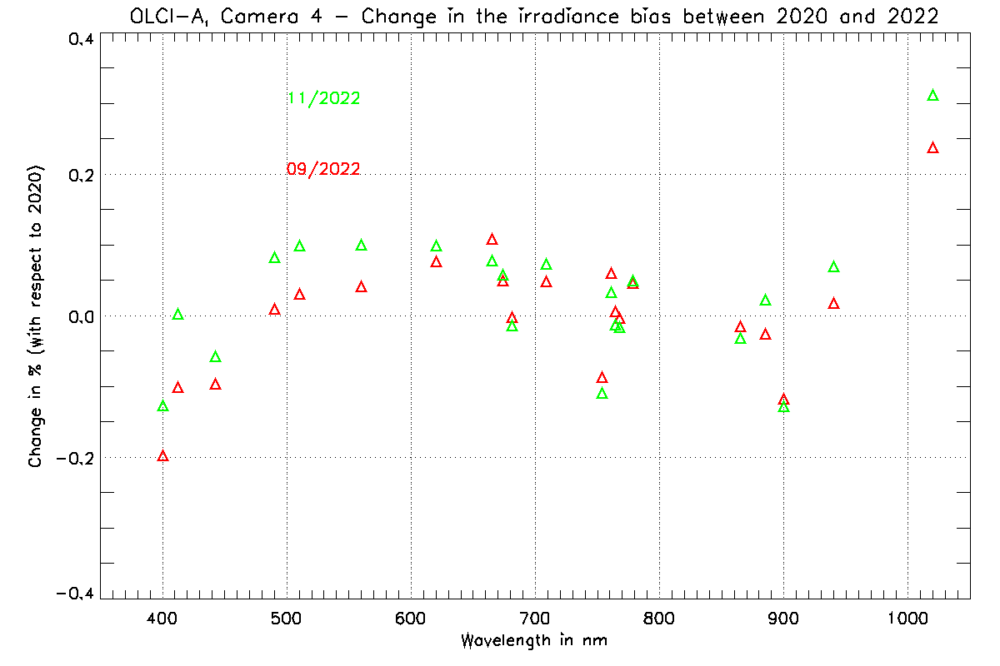 OLCI-A, Camera 4 - Change in the irradiance bias between 2020 and 2022
0.4
11/2022
0.2
09/2022
0.0
-0.2
-0.4
Change in % (with respect to 2020)
400 500 600 700 800 900 1000
Wavelength in nm